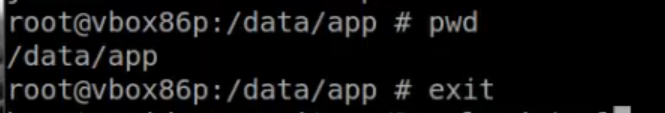 root@vbox86p:/data/app # pwd
/data/app
root@vbox86p:/data/app # exit